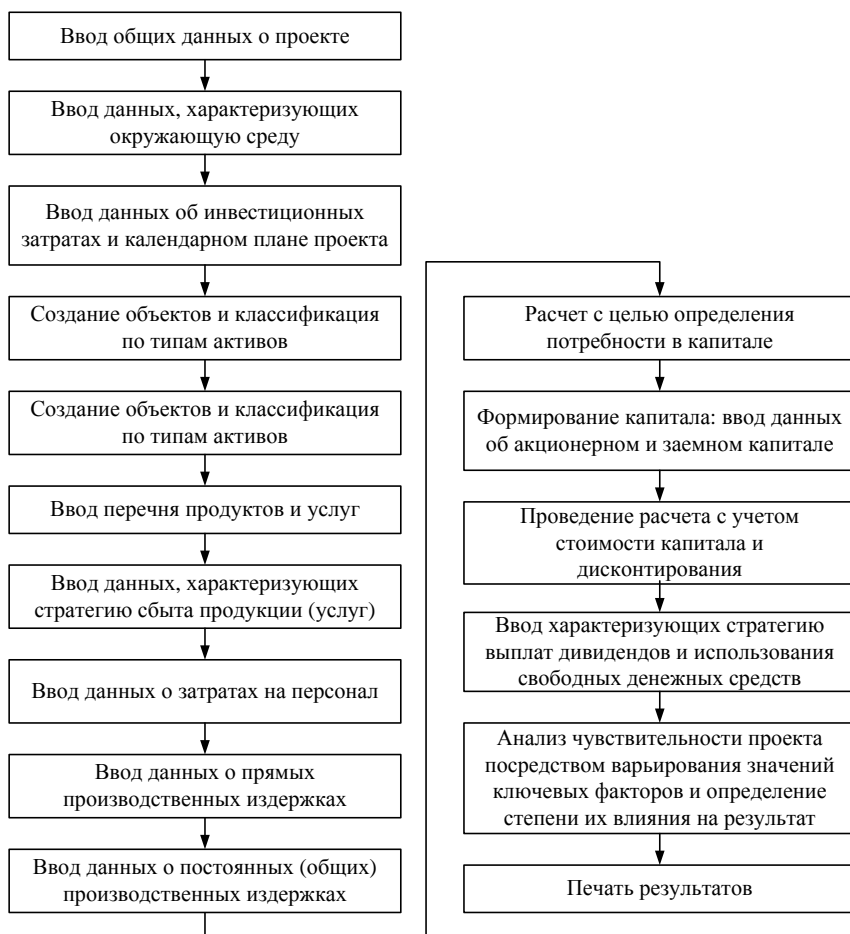 Ввод общих данных о проекте
Ввод данных, характеризующих
окружающую среду
Ввод данных об инвестиционных
затратах и календарном плане проекта
Создание объектов и классификация
по типам активов
Создание объектов и классификация
по типам активов
Ввод перечня продуктов и услуг
Ввод данных, характеризующих
стратегию сбыта продукции (услуг)
Ввод данных о затратах на персонал
Ввод данных о прямых
производственных издержках
Ввод данных о постоянных (общих)
производственных издержках
Расчет с целью определения
потребности в капитале
Формирование капитала: ввод данных
об акционерном и заемном капитале
Проведение расчета с учетом
стоимости капитала и
дисконтирования
Ввод характеризующих стратегию
выплат дивидендов и использования
свободных денежных средств
Анализ чувствительности проекта
посредством варьирования значений
ключевых факторов и определение
степени их влияния на результат
Печать результатов